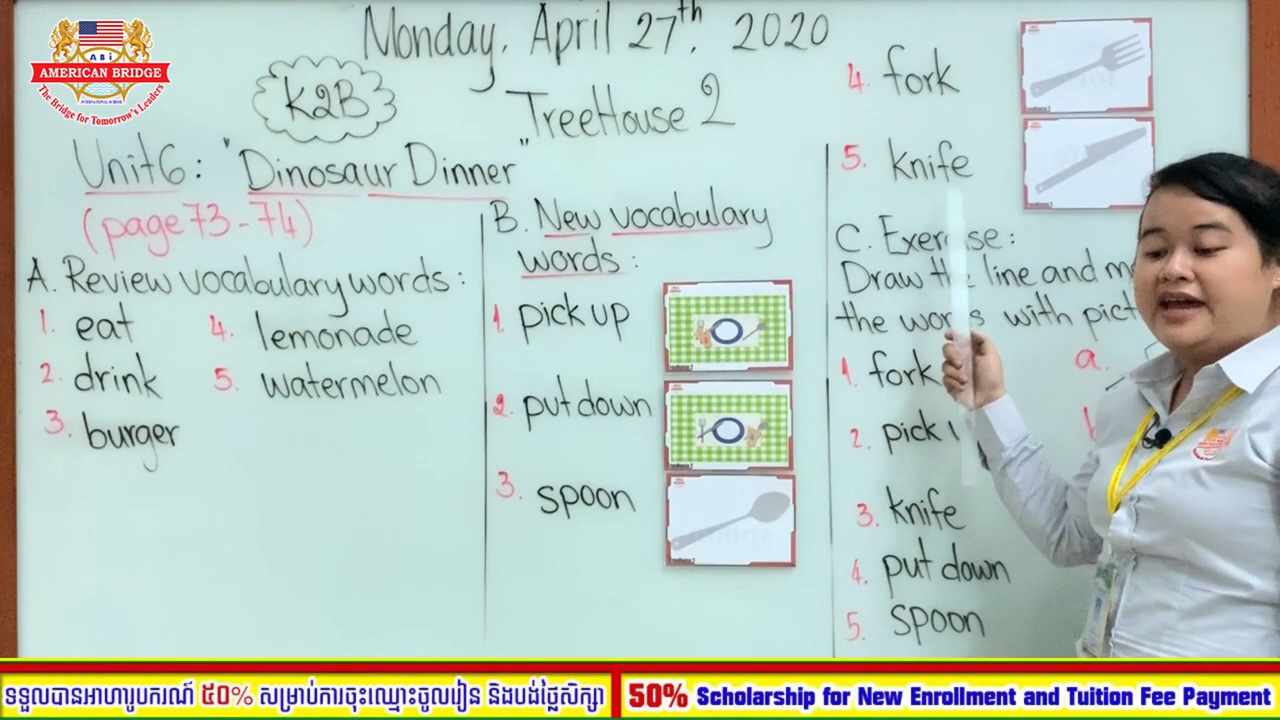 ABi
AMERICAN BRIDGE
INTERNATIONAL SCHOOL
The Bridge for Tomorrow's Leaders
Monday, April 27th, 2020
K2B
TreeHouse 2
Unit 6: "Dinosaur Dinner"
(page 73-74)
A. Review vocabulary words:
1. eat
2. drink
3. burger
4. lemonade
5. watermelon
B. New vocabulary
words:
1. pick up
2. put down
3. spoon
4. fork
5. knife
C. Exercise:
Draw the line and
the words with
1. fork
2. pick
3. knife
4. put down
5. spoon
a.
ទទួលបានអាហារូបករណ៍ ៥០% សម្រាប់ការចុះឈ្មោះចូលរៀន និងបង់ថ្លៃសិក្សា
50% Scholarship for New Enrollment and Tuition Fee Payment